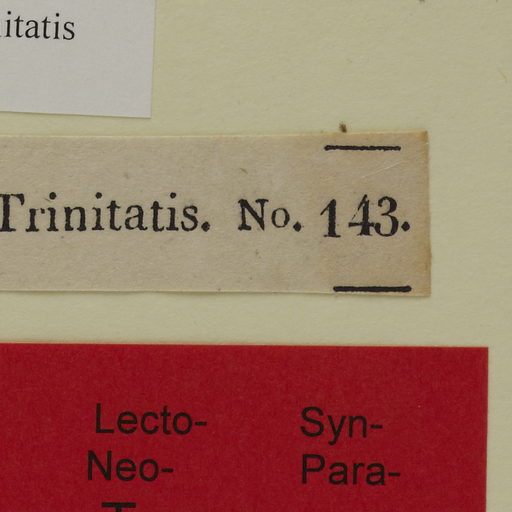 itatis
Trinitatis. No. 143.
Lecto- Syn-
Neo- Para-